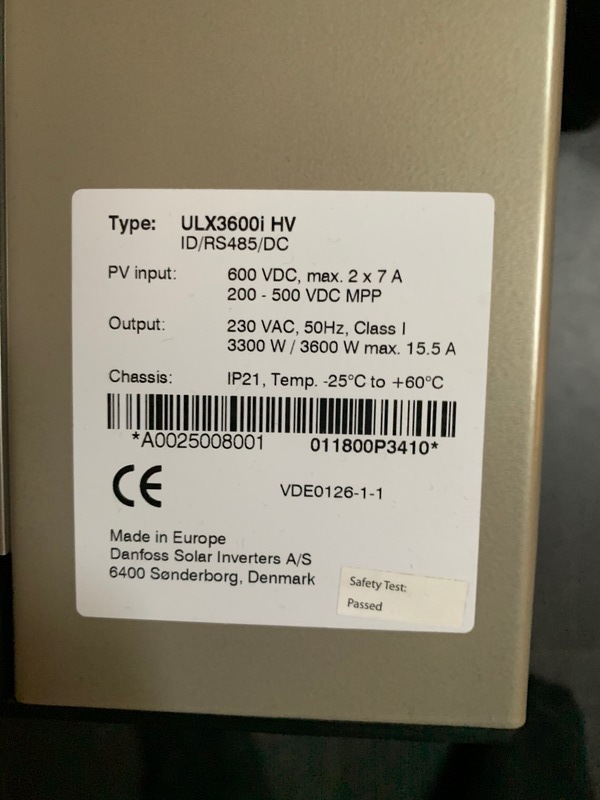 Type: ULX3600i HV
ID/RS485/DC
PV input: 600 VDC, max. 2 x 7 A
200 - 500 VDC MPP
Output: 230 VAC, 50Hz, Class I
3300 W / 3600 W max. 15.5 A
Chassis: IP21, Temp. -25°C to +60°C
*A0025008001 011800P3410*
CE VDE0126-1-1
Made in Europe
Danfoss Solar Inverters A/S
6400 Sønderborg, Denmark
Safety Test:
Passed